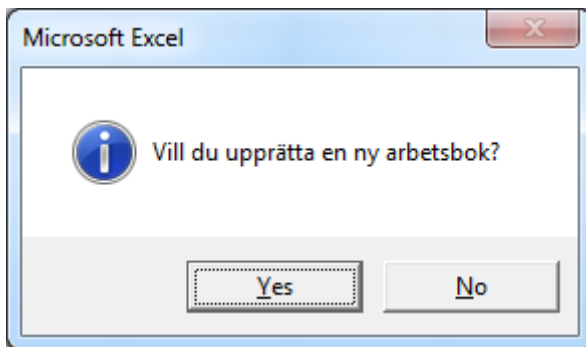 Microsoft Excel
Vill du upprätta en ny arbetsbok?
Yes No